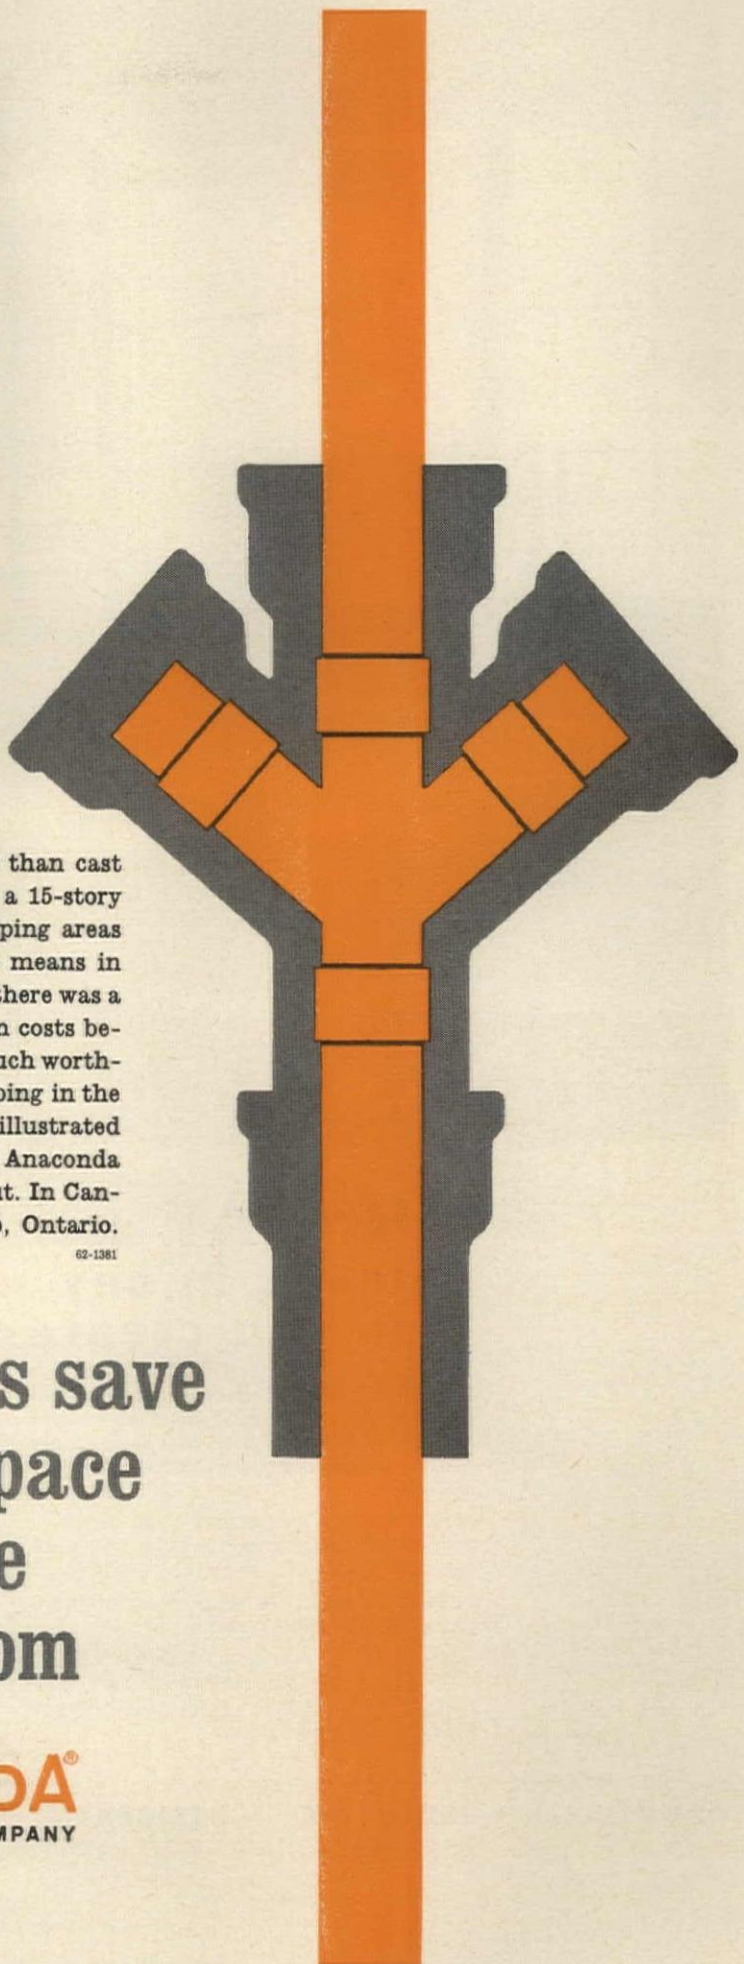 than cast
a 15-story
ping areas
means in
there was a
n costs be-
uch worth-
ping in the
illustrated
Anaconda
ut. In Can-
o, Ontario.
62-1381
s save
pace
e
om
DA®
MPANY